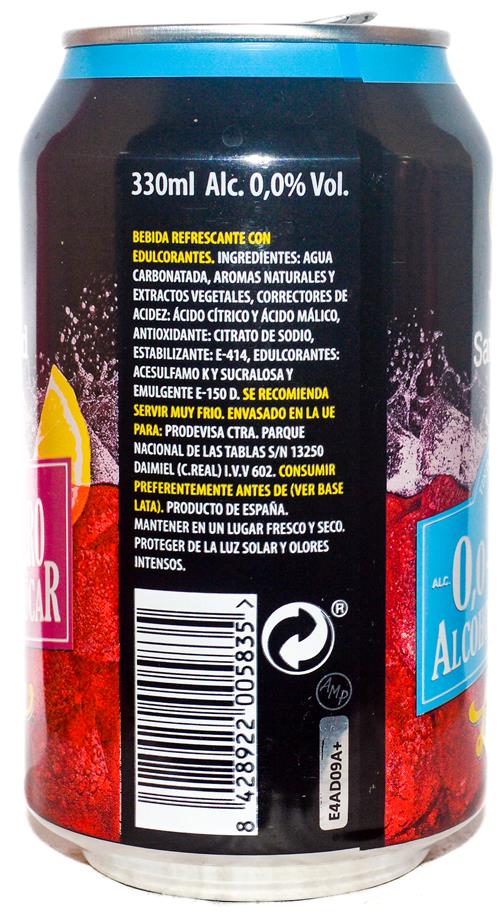 330ml Alc. 0,0% Vol.
BEBIDA REFRESCANTE CON
EDULCORANTES. INGREDIENTES: AGUA
CARBONATADA, AROMAS NATURALES Y
EXTRACTOS VEGETALES, CORRECTORES DE
ACIDEZ: ÁCIDO CÍTRICO Y ÁCIDO MÁLICO,
ANTIOXIDANTE: CITRATO DE SODIO,
ESTABILIZANTE: E-414, EDULCORANTES:
ACESULFAMO K Y SUCRALOSA Y
EMULGENTE E-150 D. SE RECOMIENDA
SERVIR MUY FRIO. ENVASADO EN LA UE
PARA: PRODEVISA CTRA. PARQUE
NACIONAL DE LAS TABLAS S/N 13250
DAIMIEL (C.REAL) I.V.V 602. CONSUMIR
PREFERENTEMENTE ANTES DE (VER BASE
LATA). PRODUCTO DE ESPAÑA.
MANTENER EN UN LUGAR FRESCO Y SECO.
PROTEGER DE LA LUZ SOLAR Y OLORES
INTENSOS.
8 428922 005835 >
®
AMP
E4AD09A+
ALC. 0,0